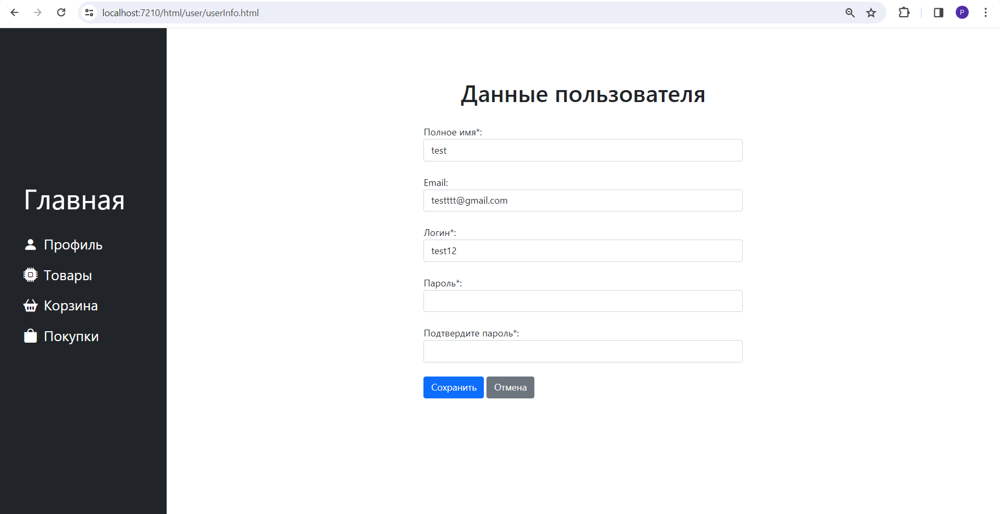 localhost:7210/html/user/userInfo.html
P
Главная
Профиль
Товары
Корзина
Покупки
Данные пользователя
Полное имя*:
test
Email:
testttt@gmail.com
Логин*:
test12
Пароль*:
Подтвердите пароль*:
Сохранить Отмена